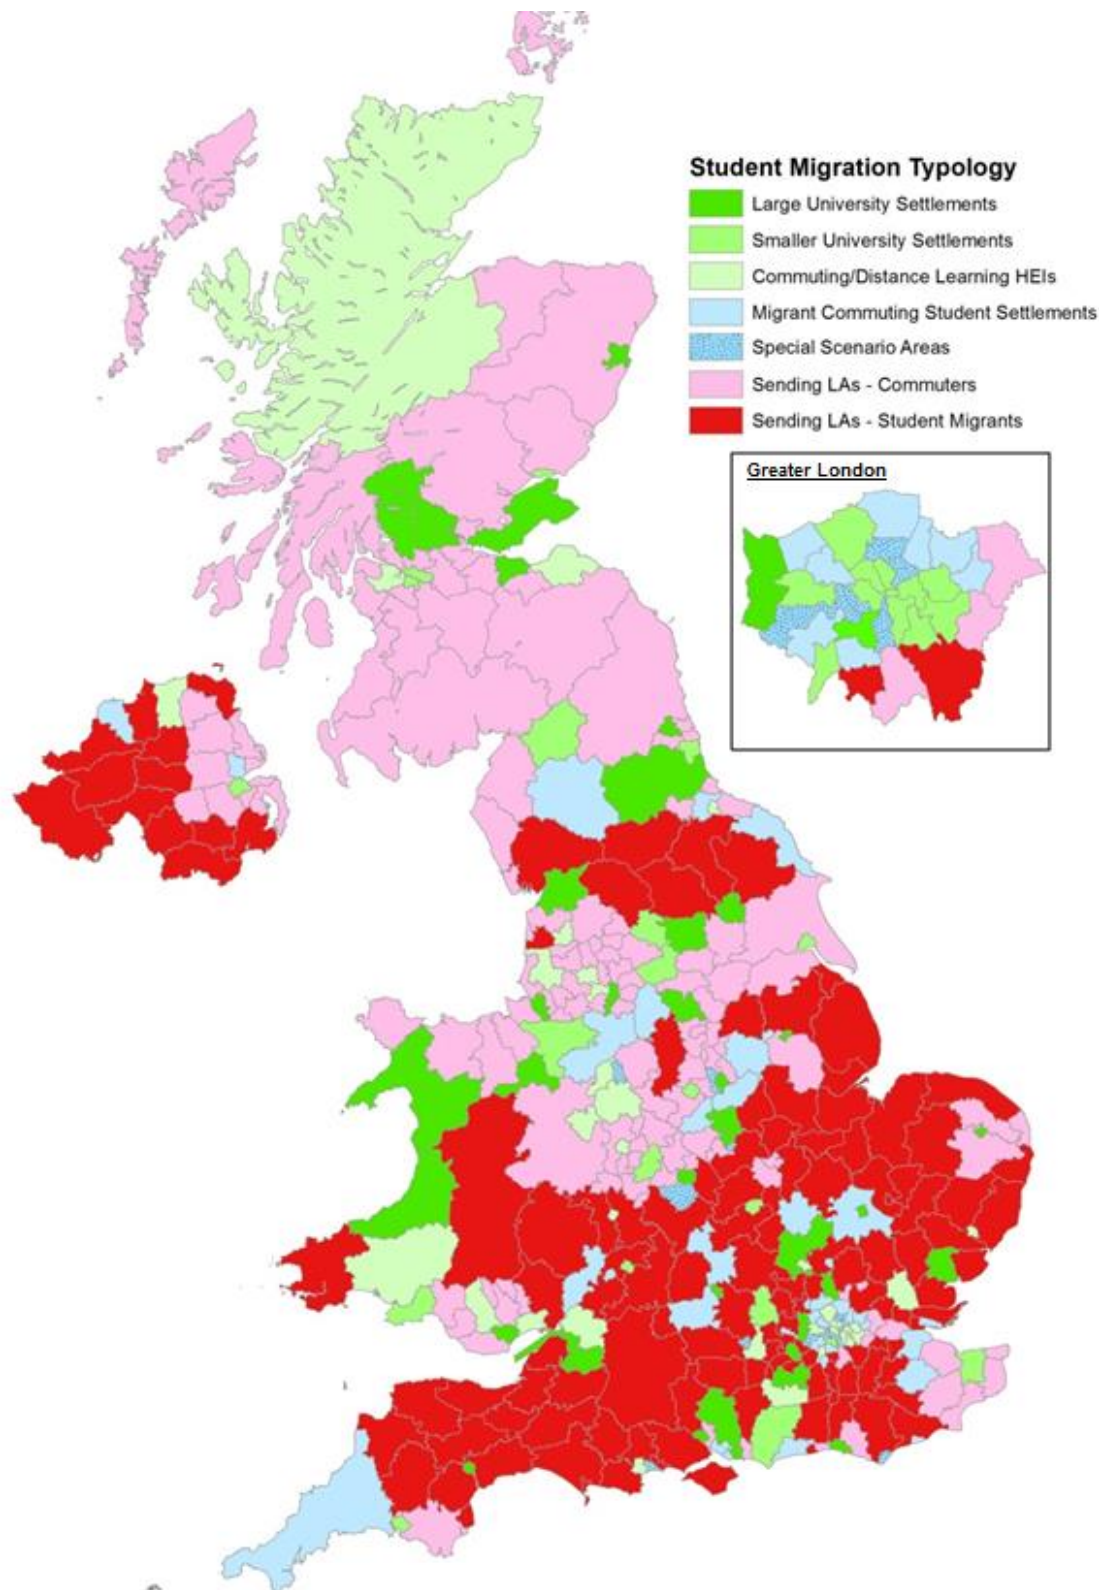 Student Migration Typology
Large University Settlements
Smaller University Settlements
Commuting/Distance Learning HEIs
Migrant Commuting Student Settlements
Special Scenario Areas
Sending LAs - Commuters
Sending LAs - Student Migrants
Greater London